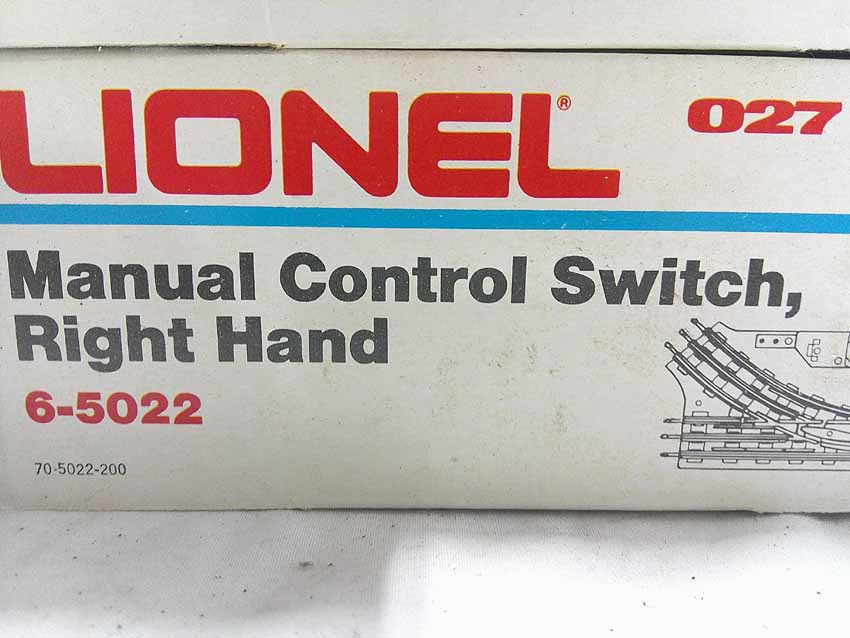 LIONEL® 027
Manual Control Switch,
Right Hand
6-5022
70-5022-200